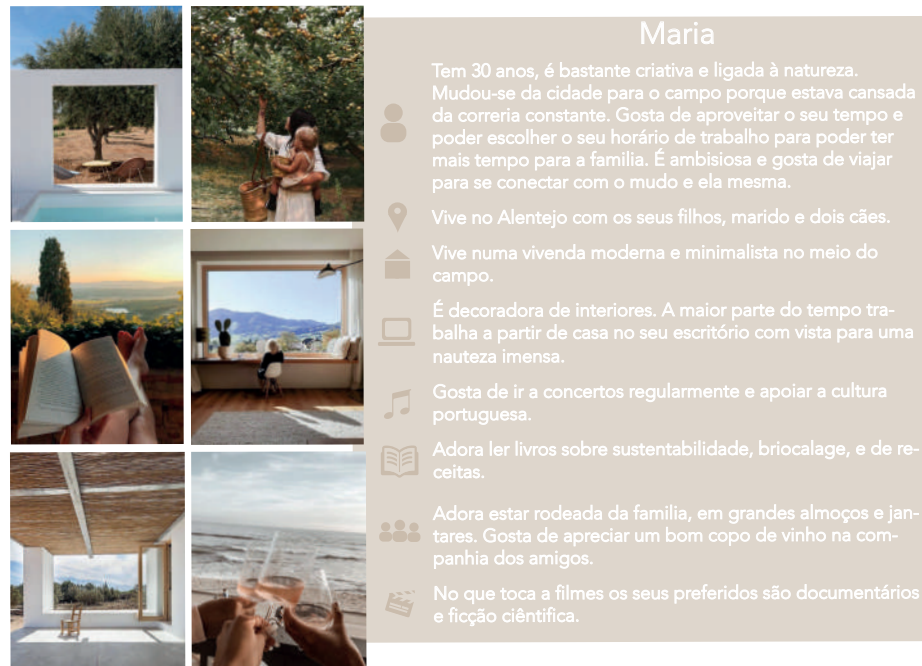 Maria
Tem 30 anos, é bastante criativa e ligada à natureza.
Mudou-se da cidade para o campo porque estava cansada
da correria constante. Gosta de aproveitar o seu tempo e
poder escolher o seu horário de trabalho para poder ter
mais tempo para a familia. É ambisiosa e gosta de viajar
para se conectar com o mudo e ela mesma.
Vive no Alentejo com os seus filhos, marido e dois cães.
Vive numa vivenda moderna e minimalista no meio do
campo.
É decoradora de interiores. A maior parte do tempo tra-
balha a partir de casa no seu escritório com vista para uma
nauteza imensa.
Gosta de ir a concertos regularmente e apoiar a cultura
portuguesa.
Adora ler livros sobre sustentabilidade, briocalage, e de re-
ceitas.
Adora estar rodeada da familia, em grandes almoços e jan-
tares. Gosta de apreciar um bom copo de vinho na com-
panhia dos amigos.
No que toca a filmes os seus preferidos são documentários
e ficção ciêntifica.